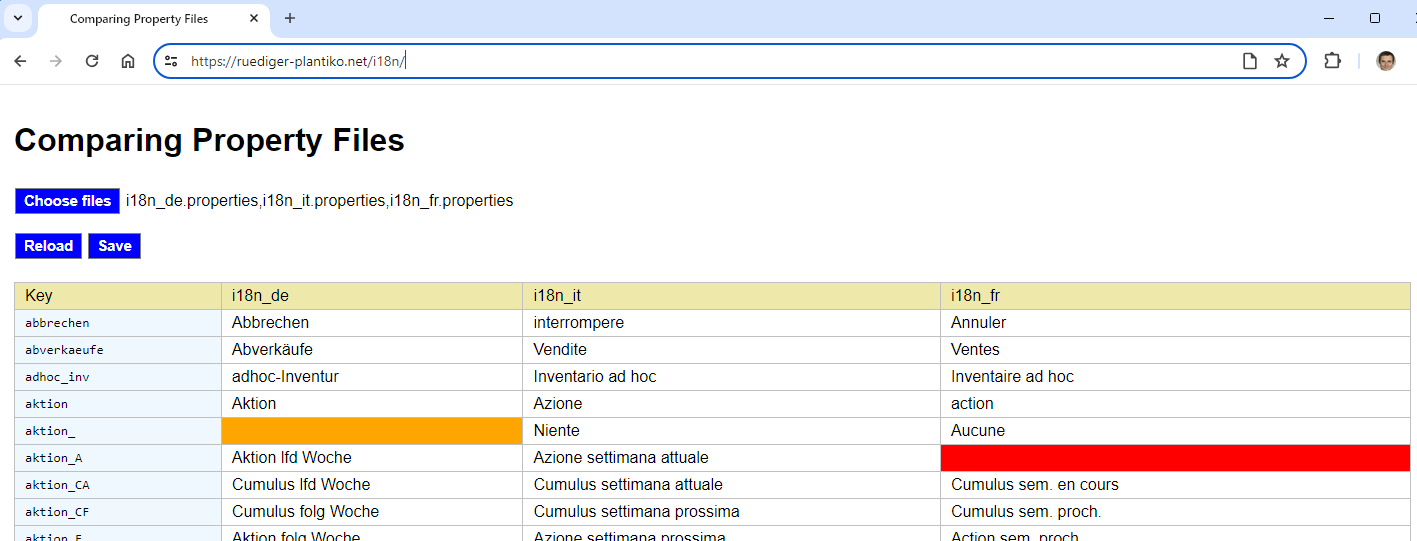 Comparing Property Files
https://ruediger-plantiko.net/i18n/
Comparing Property Files
Choose files i18n_de.properties,i18n_it.properties,i18n_fr.properties
Reload Save
Key i18n_de i18n_it i18n_fr
abbrechen Abbrechen interrompere Annuler
abverkaeufe Abverkäufe Vendite Ventes
adhoc_inv adhoc-Inventur Inventario ad hoc Inventaire ad hoc
aktion Aktion Azione action
aktion_ Niente Aucune
aktion_A Aktion lfd Woche Azione settimana attuale
aktion_CA Cumulus lfd Woche Cumulus settimana attuale Cumulus sem. en cours
aktion_CF Cumulus folg Woche Cumulus settimana prossima Cumulus sem. proch.
aktion_F Aktion folg Woche Azione settimana prossima Action sem. proch.